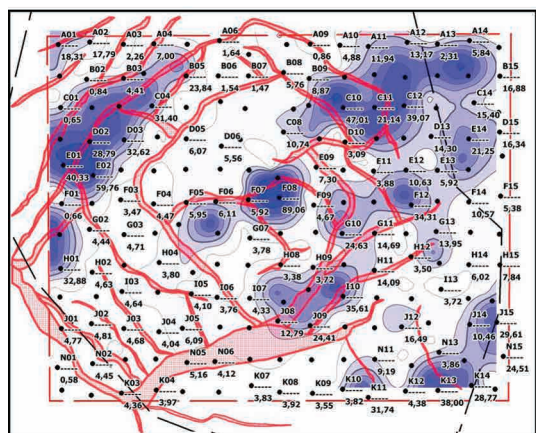 A01 18,31
A02 17,79
A03 2,26
A04 7,00
A06 1,64
A09 0,86
A10 4,88
A11 11,94
A12 13,17
A13 2,31
A14 5,84
B02 0,84
B03 4,41
B05 23,84
B06 1,54
B07 1,47
B08 5,76
B09 8,87
B15 16,88
C01 0,65
C04 31,40
C08 10,74
C10 47,01
C11 21,14
C12 39,07
C14 15,40
D02 28,79
D03 32,62
D05 6,07
D06 5,56
D10 3,09
D13 14,30
D15 16,34
E01 40,33
E02 59,76
E09 7,30
E11 3,88
E12 10,63
E13 5,92
E14 21,25
F01 0,66
F03 3,47
F04 4,47
F05 5,95
F06 6,11
F07 5,92
F08 89,06
F09 4,67
F12 34,31
F14 10,57
F15 5,38
G02 4,44
G03 4,71
G07 3,78
G10 24,63
G11 14,69
G13 13,95
H01 32,88
H02 4,63
H04 3,80
H08 3,38
H09 3,72
H11 14,09
H12 3,50
H14 6,02
H15 7,84
I03 4,64
I05 4,10
I06 3,76
I07 4,33
I10 35,61
I13 3,72
J01 4,77
J02 4,81
J03 4,68
J04 4,04
J05 6,09
J08 12,79
J09 24,41
J12 16,49
J14 10,46
J15 29,61
N01 0,58
N02 4,45
N05 5,16
N06 4,12
N11 9,19
N13 3,86
N15 24,51
K03 4,36
K04 3,97
K07 3,83
K08 3,92
K09 3,55
K10 3,82
K11 31,74
K12 4,38
K13 38,00
K14 28,77